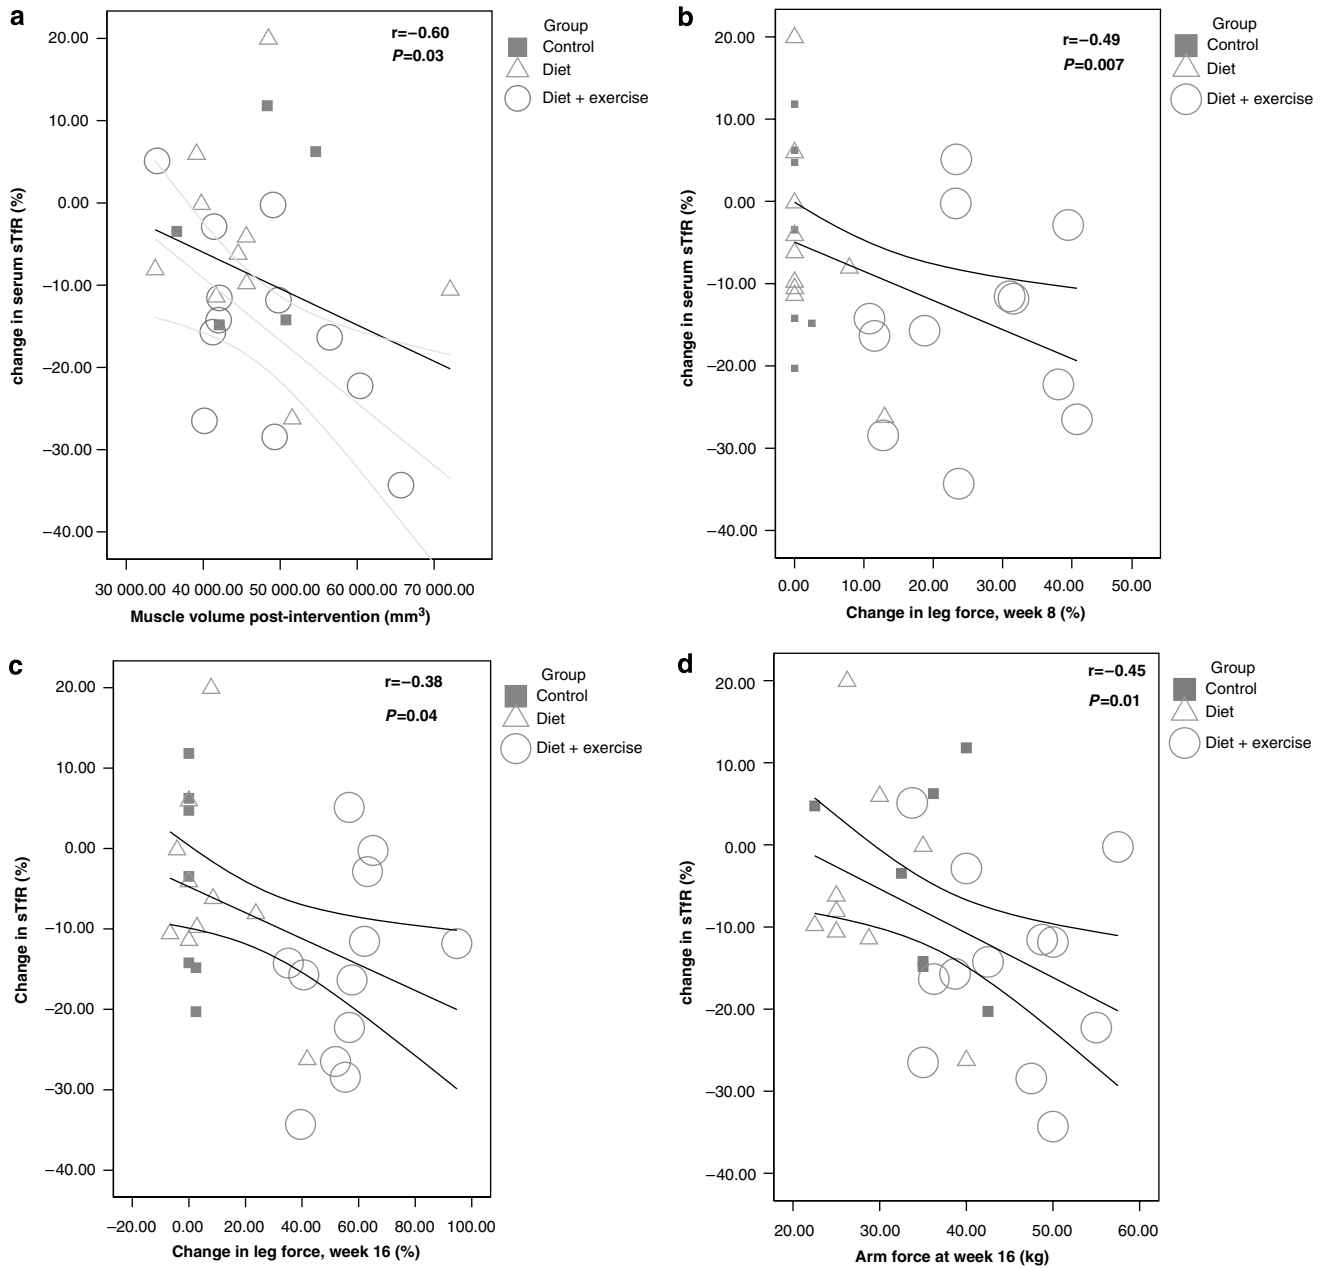 a
r=−0.60
P=0.03
Group
Control
Diet
Diet + exercise
20.00
10.00
0.00
−10.00
−20.00
−30.00
−40.00
change in serum sTfR (%)
30 000.00 40 000.00 50 000.00 60 000.00 70 000.00
Muscle volume post-intervention (mm³)
b
r=−0.49
P=0.007
Group
Control
Diet
Diet + exercise
20.00
10.00
0.00
−10.00
−20.00
−30.00
−40.00
change in serum sTfR (%)
0.00 10.00 20.00 30.00 40.00 50.00
Change in leg force, week 8 (%)
c
r=−0.38
P=0.04
Group
Control
Diet
Diet + exercise
20.00
10.00
0.00
−10.00
−20.00
−30.00
−40.00
Change in sTfR (%)
−20.00 0.00 20.00 40.00 60.00 80.00 100.00
Change in leg force, week 16 (%)
d
r=−0.45
P=0.01
Group
Control
Diet
Diet + exercise
20.00
10.00
0.00
−10.00
−20.00
−30.00
−40.00
change in sTfR (%)
20.00 30.00 40.00 50.00 60.00
Arm force at week 16 (kg)